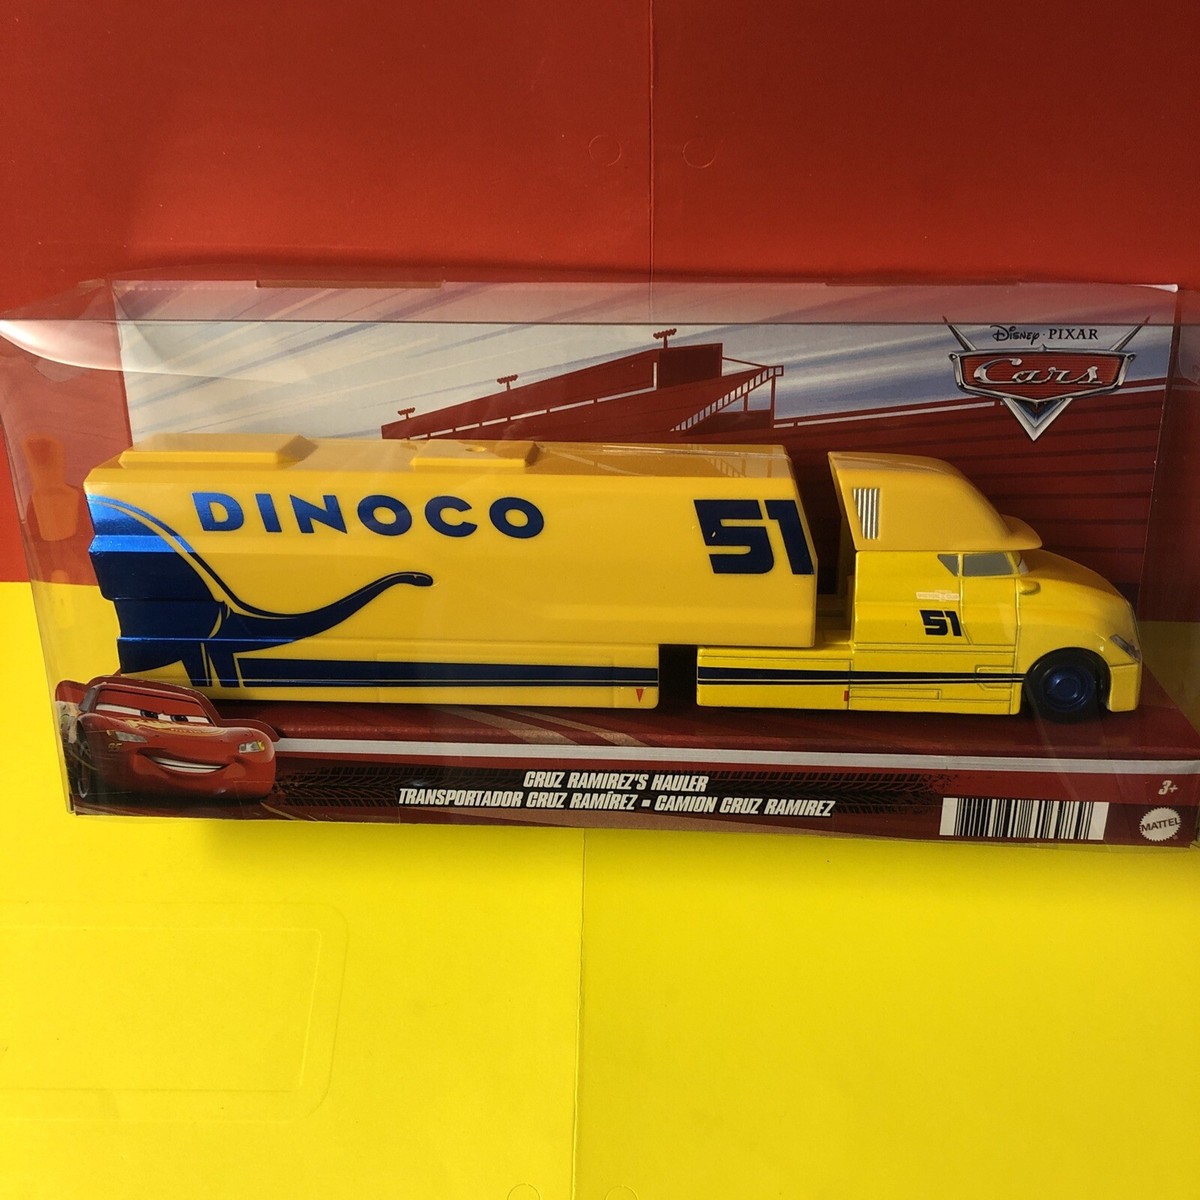 Disney · PIXAR
Cars
DINOCO
51
51
CRUZ RAMIREZ'S HAULER
TRANSPORTADOR CRUZ RAMÍREZ ▪ CAMION CRUZ RAMIREZ
3+
MATTEL